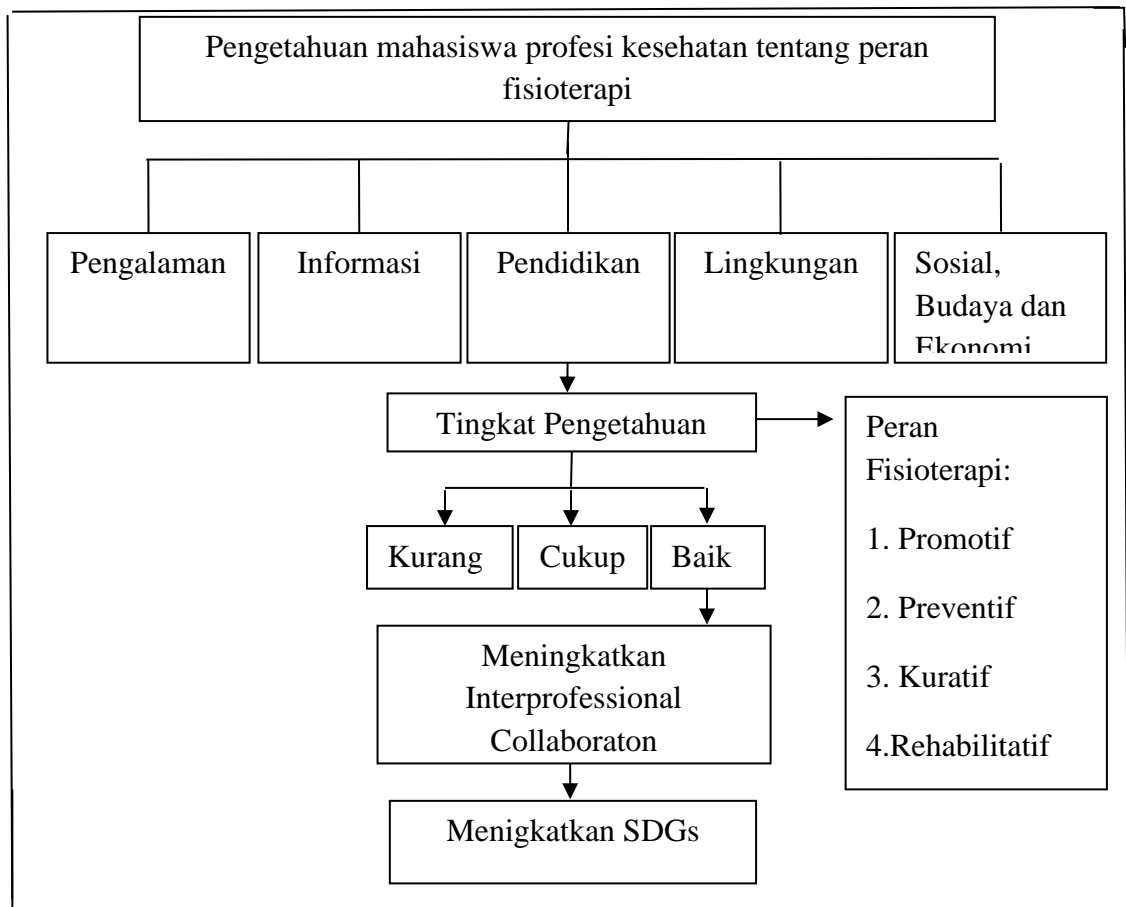 Pengetahuan mahasiswa profesi kesehatan tentang peran
fisioterapi
Pengalaman
Informasi
Pendidikan
Lingkungan
Sosial,
Budaya dan
Ekonomi
Tingkat Pengetahuan
Peran
Fisioterapi:
1. Promotif
2. Preventif
3. Kuratif
4.Rehabilitatif
Kurang
Cukup
Baik
Meningkatkan
Interprofessional
Collaboraton
Menigkatkan SDGs